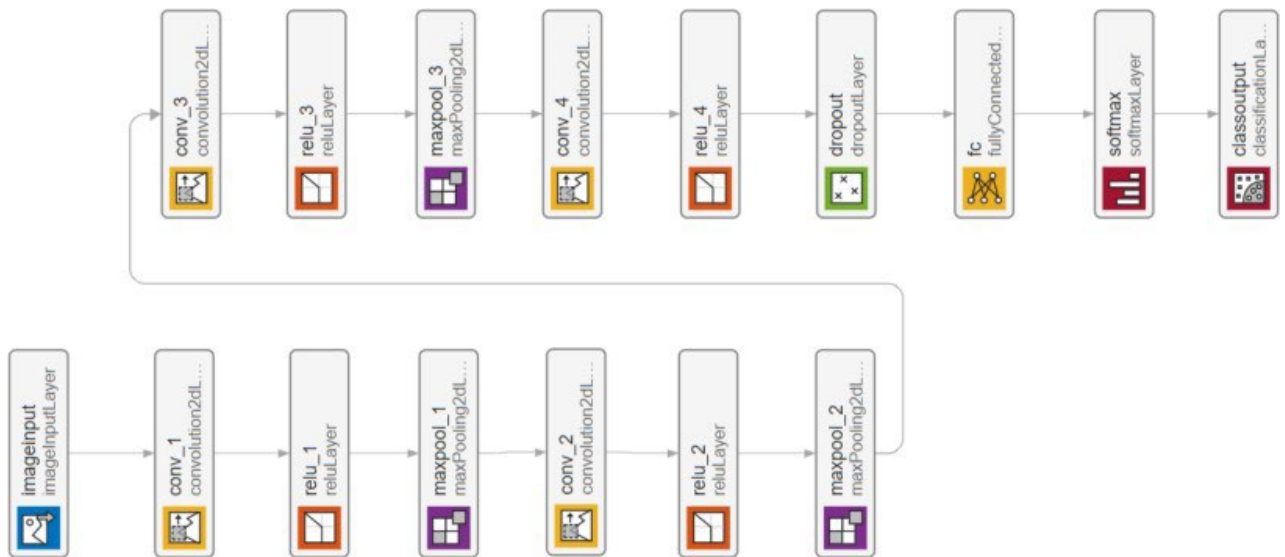 imageinput
imageInputLayer
conv_1
convolution2dL...
relu_1
reluLayer
maxpool_1
maxPooling2dL...
conv_2
convolution2dL...
relu_2
reluLayer
maxpool_2
maxPooling2dL...
conv_3
convolution2dL...
relu_3
reluLayer
maxpool_3
maxPooling2dL...
conv_4
convolution2dL...
relu_4
reluLayer
dropout
dropoutLayer
fc
fullyConnected...
softmax
softmaxLayer
classoutput
classificationLa...